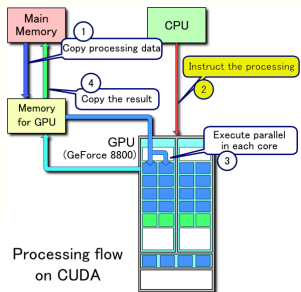 Main
Memory
CPU
1
Copy processing data
Instruct the processing
2
4
Copy the result
Memory
for GPU
GPU
(GeForce 8800)
Execute parallel
in each core
3
Processing flow
on CUDA